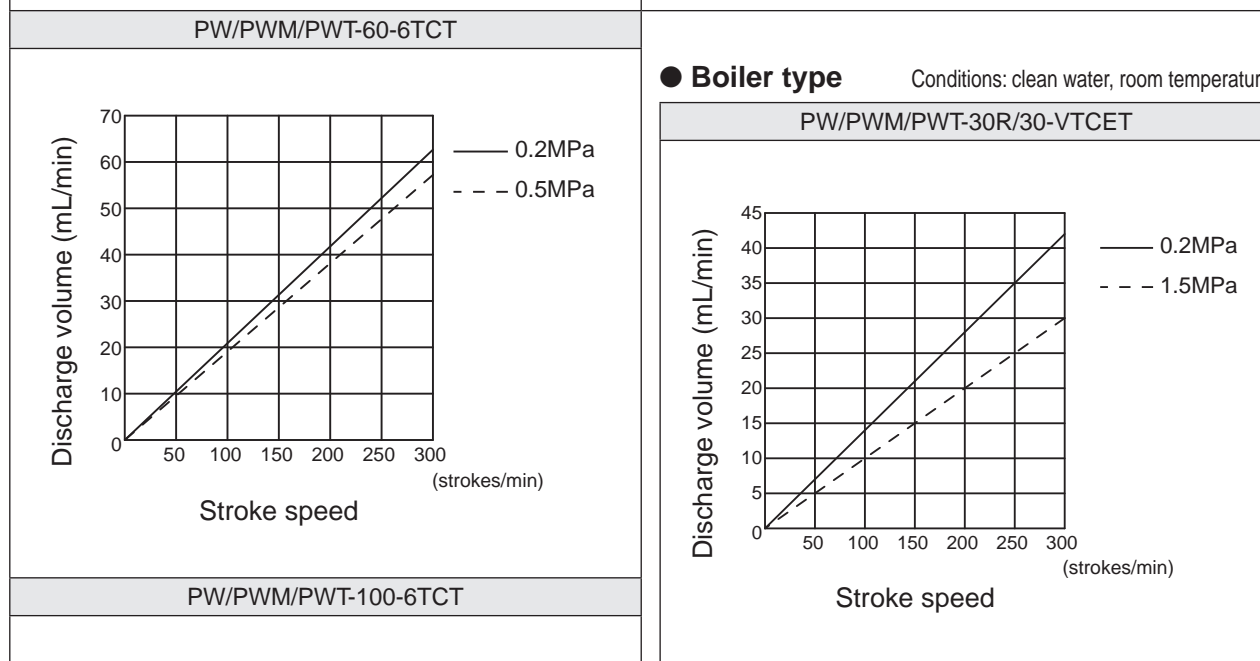 PW/PWM/PWT-60-6TCT
70
60
50
40
30
20
10
0
50 100 150 200 250 300
(strokes/min)
Discharge volume (mL/min)
Stroke speed
0.2MPa
0.5MPa
PW/PWM/PWT-100-6TCT
● Boiler type Conditions: clean water, room temperatur
PW/PWM/PWT-30R/30-VTCET
45
40
35
30
25
20
15
10
5
0
50 100 150 200 250 300
(strokes/min)
Discharge volume (mL/min)
Stroke speed
0.2MPa
1.5MPa